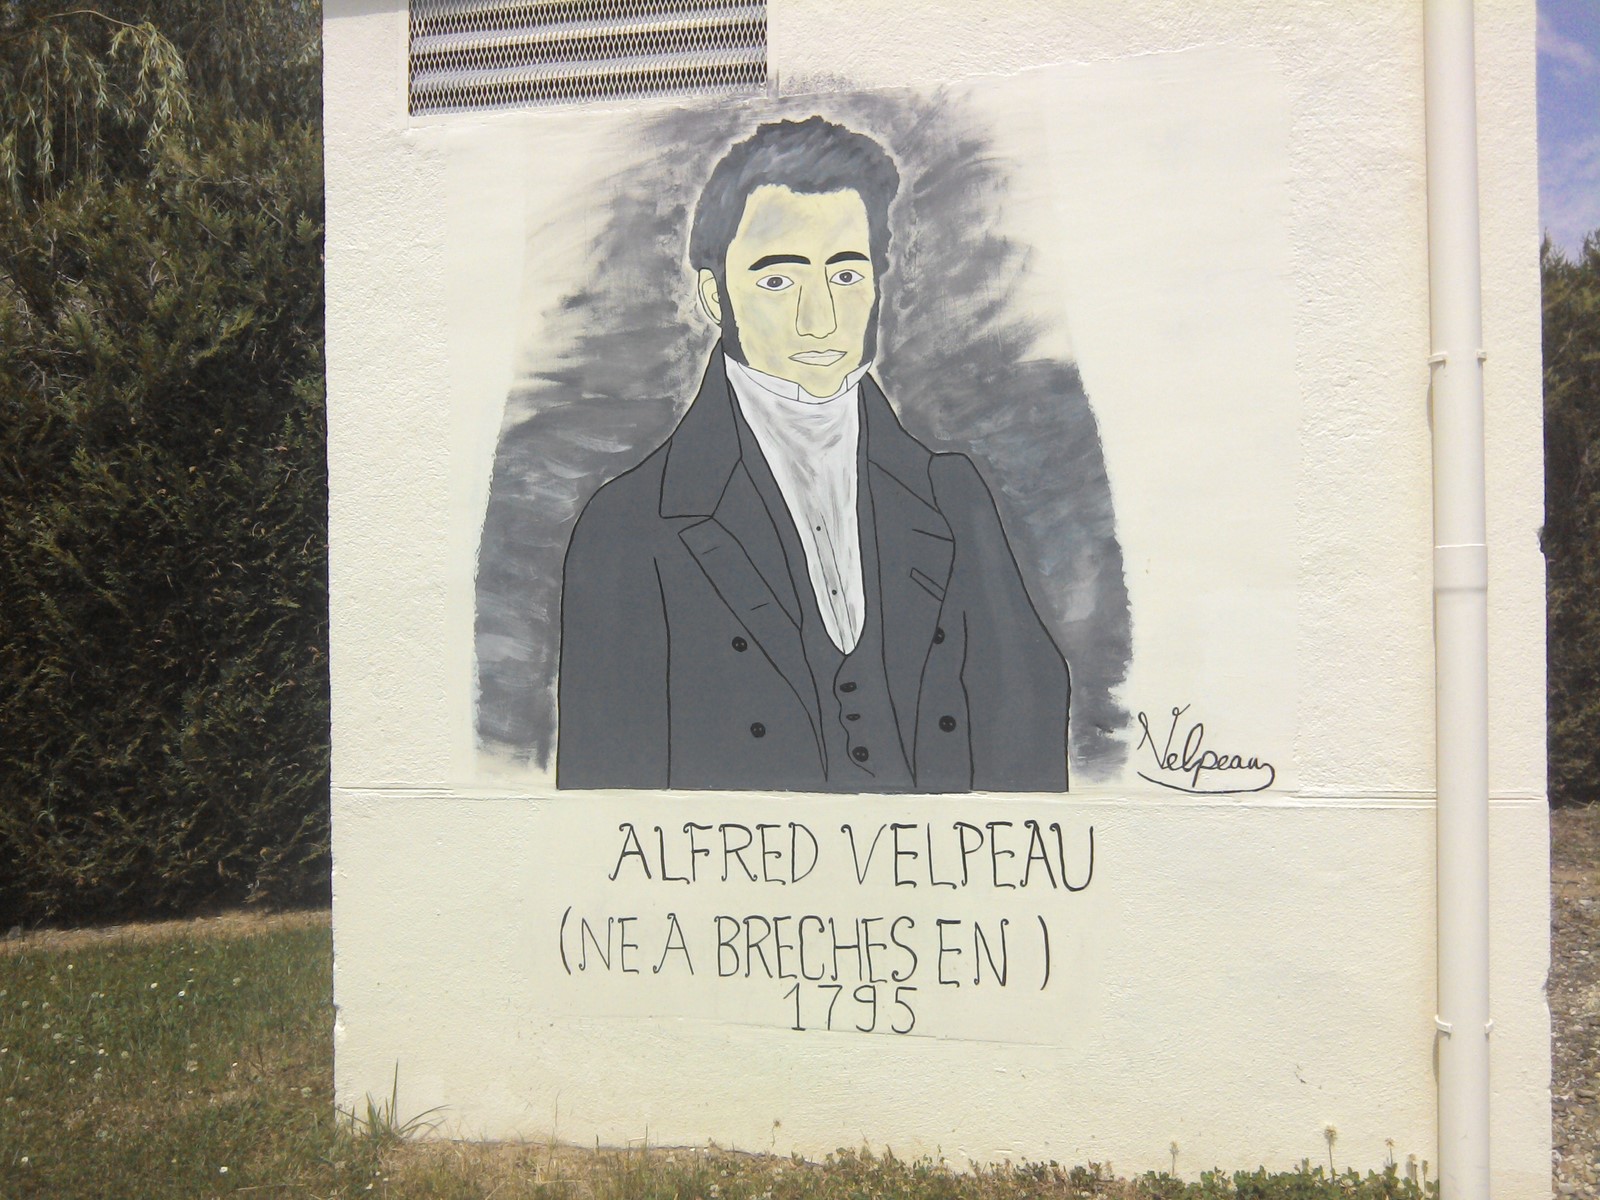 Velpeau
ALFRED VELPEAU
(NE A BRECHES EN )
1795